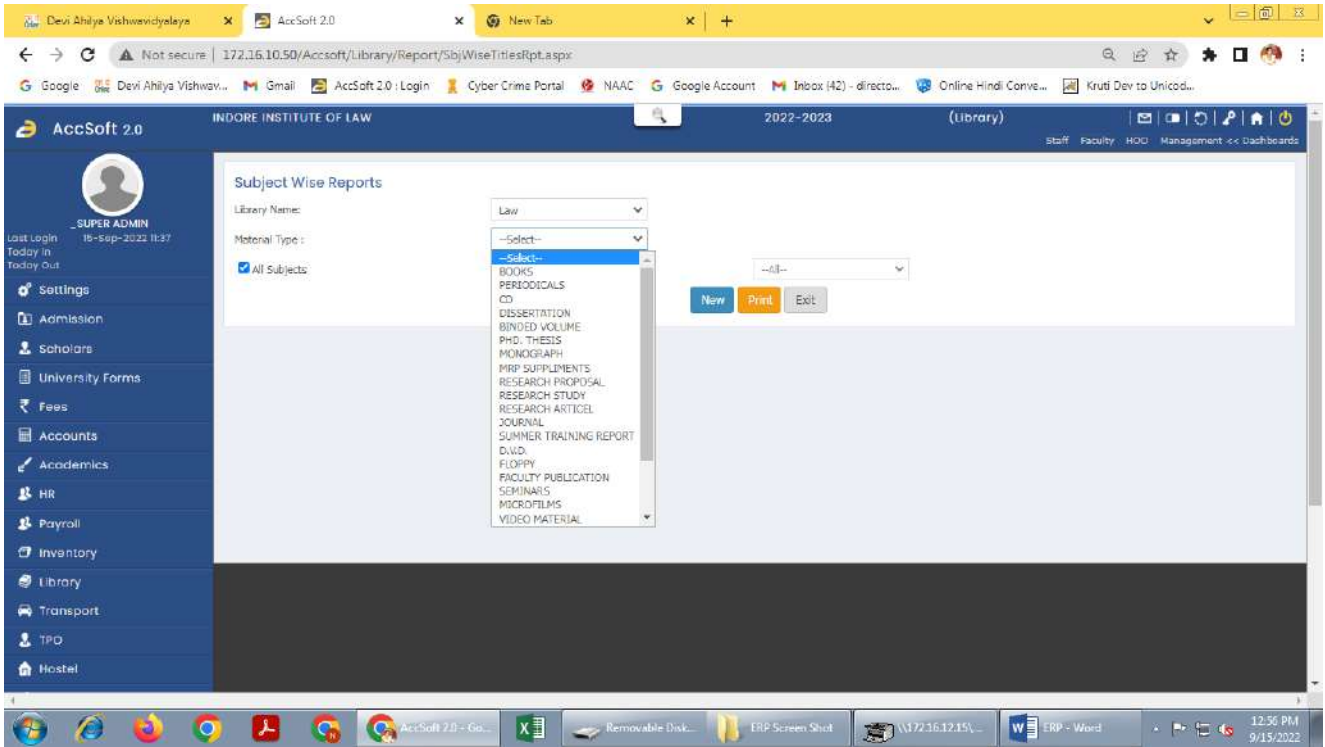 Devi Ahilya Vishwavidyalaya
AccSoft 2.0
New Tab
Not secure | 172.16.10.50/Accsoft/Library/Report/SbjWiseTitlesRpt.aspx
Google
Devi Ahilya Vishwav...
Gmail
AccSoft 2.0 : Login
Cyber Crime Portal
NAAC
Google Account
Inbox (42) - directo...
Online Hindi Conve...
Kruti Dev to Unicod...
AccSoft 2.0
INDORE INSTITUTE OF LAW
2022-2023
(Library)
Staff Faculty HOD Management << Dashboards
_SUPER ADMIN
Last Login 15-Sep-2022 11:37
Today In
Today Out
Settings
Admission
Scholars
University Forms
Fees
Accounts
Academics
HR
Payroll
Inventory
Library
Transport
TPO
Hostel
Subject Wise Reports
Library Name:
Law
Material Type :
--Select--
All Subjects
--All--
New
Print
Exit
--Select--
BOOKS
PERIODICALS
CD
DISSERTATION
BINDED VOLUME
PHD. THESIS
MONOGRAPH
MRP SUPPLIMENTS
RESEARCH PROPOSAL
RESEARCH STUDY
RESEARCH ARTICEL
JOURNAL
SUMMER TRAINING REPORT
D.V.D.
FLOPPY
FACULTY PUBLICATION
SEMINARS
MICROFILMS
VIDEO MATERIAL
AccSoft 2.0 - Go...
Removable Disk...
ERP Screen Shot
\\172.16.12.15\...
ERP - Word
12:56 PM
9/15/2022